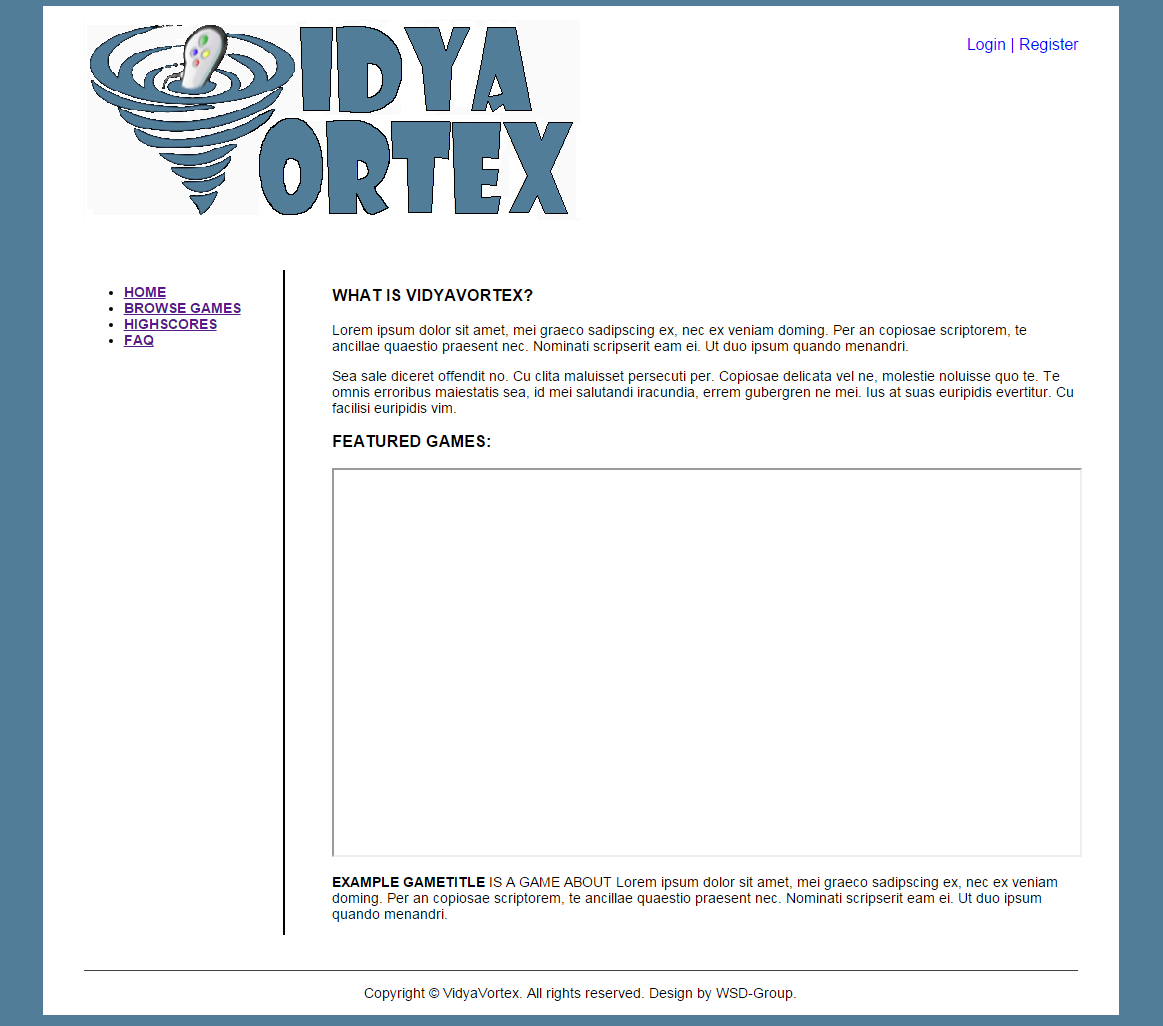 VIDYA
VORTEX
Login | Register
HOME
BROWSE GAMES
HIGHSCORES
FAQ
WHAT IS VIDYAVORTEX?
Lorem ipsum dolor sit amet, mei graeco sadipscing ex, nec ex veniam doming. Per an copiosae scriptorem, te
ancillae quaestio praesent nec. Nominati scripserit eam ei. Ut duo ipsum quando menandri.
Sea sale diceret offendit no. Cu clita maluisset persecuti per. Copiosae delicata vel ne, molestie noluisse quo te. Te
omnis erroribus maiestatis sea, id mei salutandi iracundia, errem gubergren ne mei. Ius at suas euripidis evertitur. Cu
facilisi euripidis vim.
FEATURED GAMES:
EXAMPLE GAMETITLE IS A GAME ABOUT Lorem ipsum dolor sit amet, mei graeco sadipscing ex, nec ex veniam
doming. Per an copiosae scriptorem, te ancillae quaestio praesent nec. Nominati scripserit eam ei. Ut duo ipsum
quando menandri.
Copyright © VidyaVortex. All rights reserved. Design by WSD-Group.